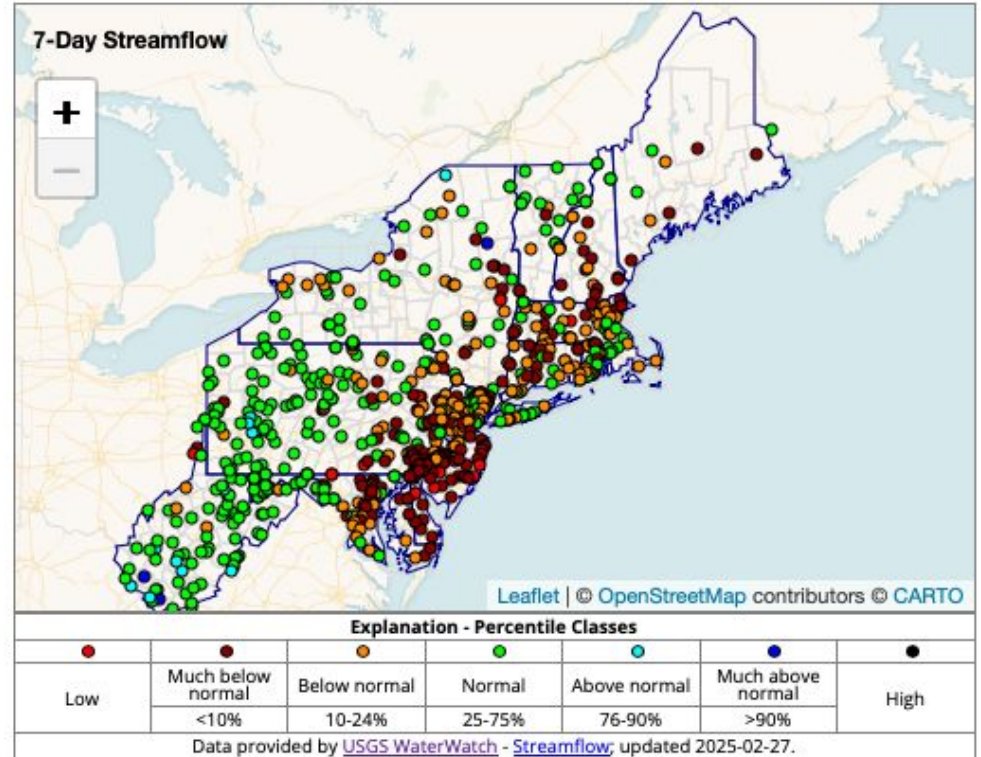 7-Day Streamflow
+
−
Leaflet | © OpenStreetMap contributors © CARTO
Explanation - Percentile Classes
Low
Much below normal
<10%
Below normal
10-24%
Normal
25-75%
Above normal
76-90%
Much above normal
>90%
High
Data provided by USGS WaterWatch - Streamflow; updated 2025-02-27.